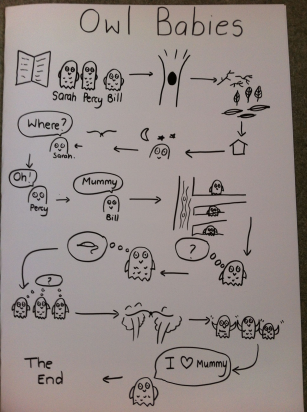 Owl Babies
Sarah Percy Bill
Where?
Sarah.
Oh!
Percy
Mummy
Bill
?
?
I ♡ Mummy
The
End